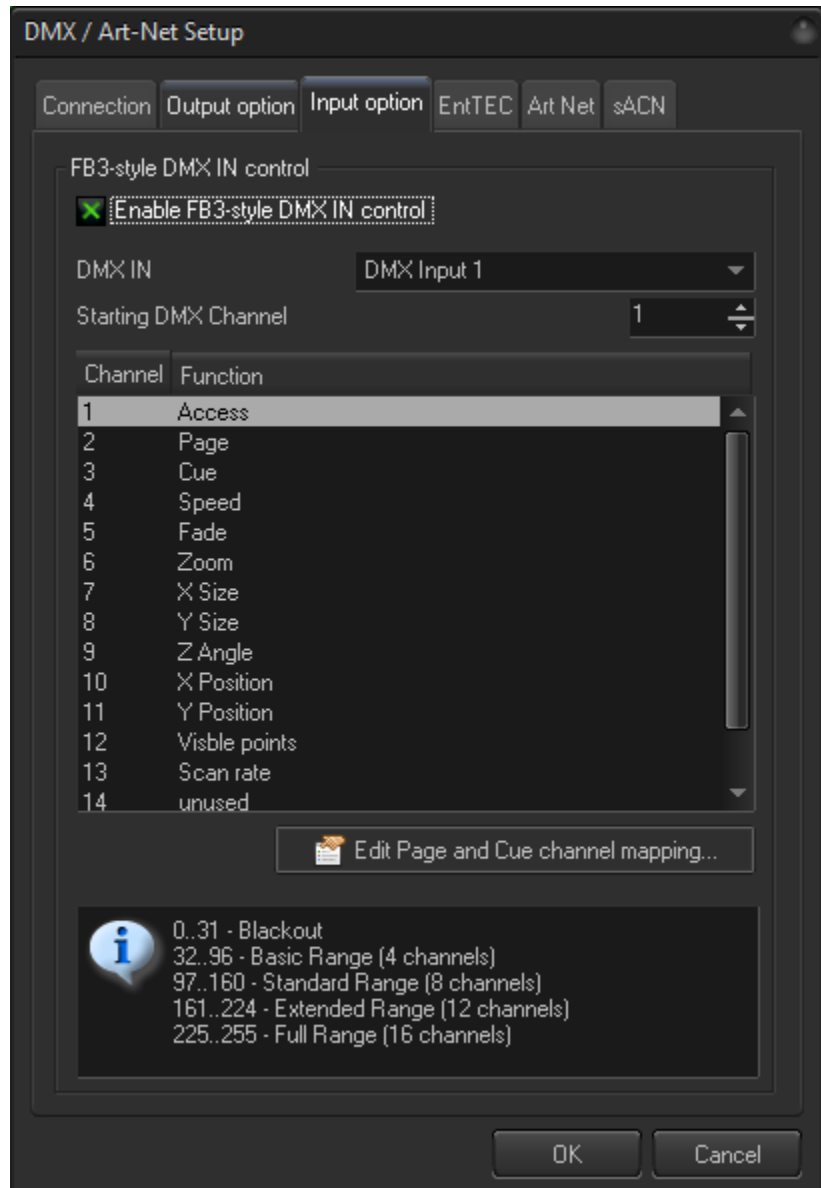 DMX / Art-Net Setup
Connection Output option Input option EntTEC Art Net sACN
FB3-style DMX IN control
Enable FB3-style DMX IN control
DMX IN DMX Input 1
Starting DMX Channel 1
Channel Function
1 Access
2 Page
3 Cue
4 Speed
5 Fade
6 Zoom
7 X Size
8 Y Size
9 Z Angle
10 X Position
11 Y Position
12 Visble points
13 Scan rate
14 unused
Edit Page and Cue channel mapping...
0..31 - Blackout
32..96 - Basic Range (4 channels)
97..160 - Standard Range (8 channels)
161..224 - Extended Range (12 channels)
225..255 - Full Range (16 channels)
OK Cancel